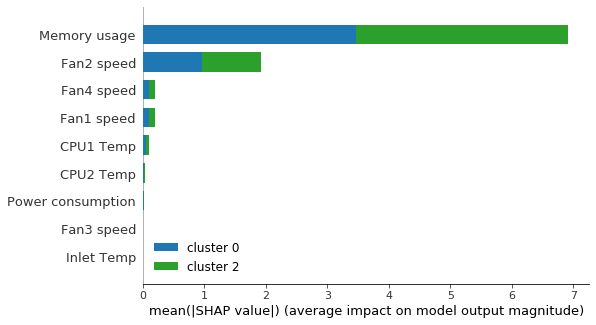 Memory usage
Fan2 speed
Fan4 speed
Fan1 speed
CPU1 Temp
CPU2 Temp
Power consumption
Fan3 speed
Inlet Temp
cluster 0
cluster 2
0 1 2 3 4 5 6 7
mean(|SHAP value|) (average impact on model output magnitude)